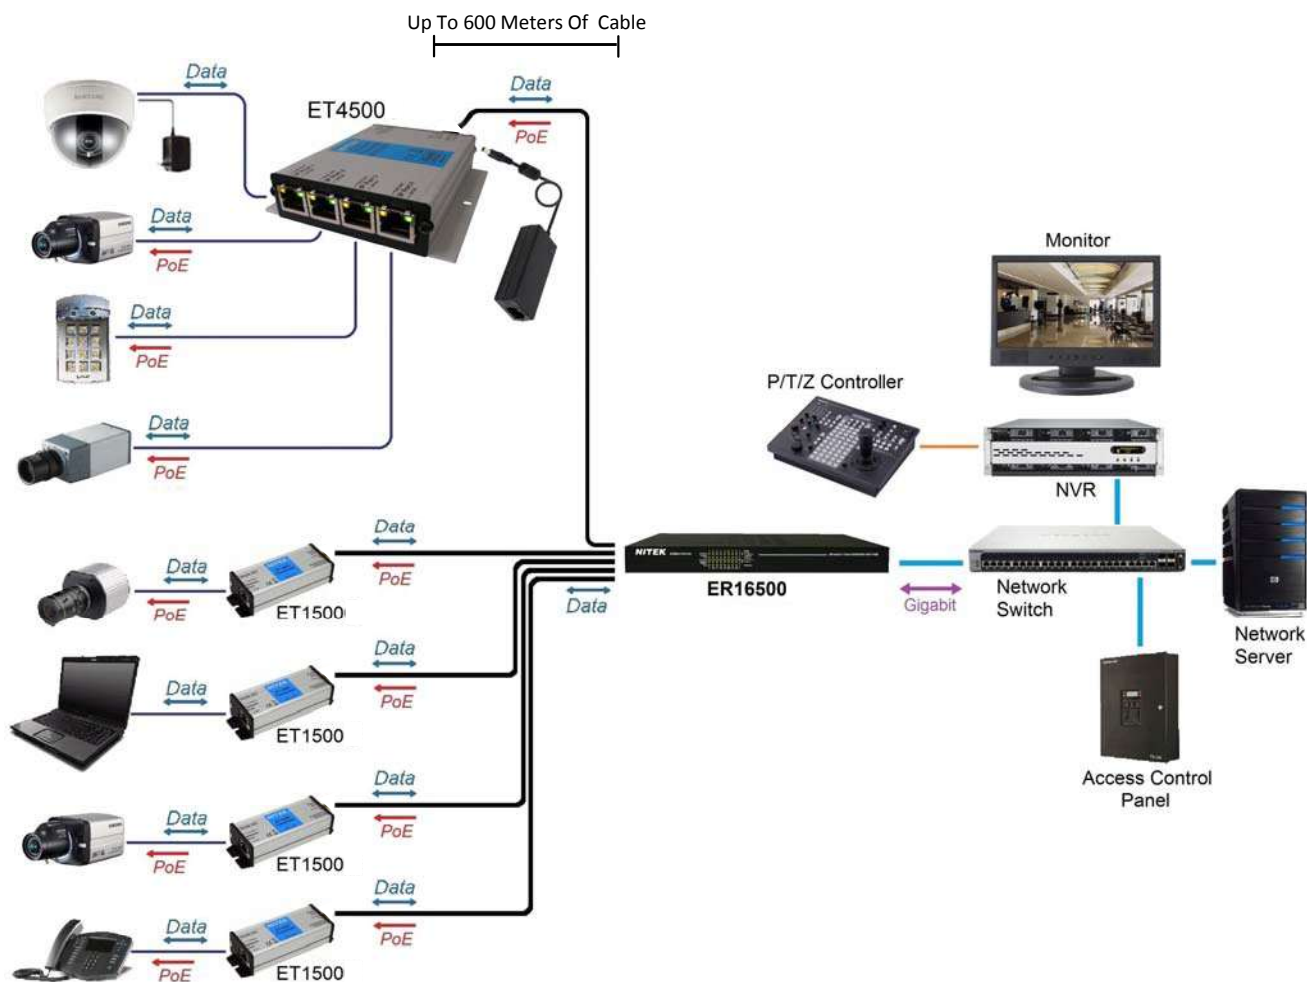 Up To 600 Meters Of Cable
Data
ET4500
Data
PoE
Data
PoE
Data
PoE
Data
PoE
Monitor
P/T/Z Controller
NVR
Data
PoE
Data
PoE
ET1500
Data
NITEK
ER16500
Gigabit
Network
Switch
Network
Server
Data
PoE
Data
ET1500
Access Control
Panel
Data
PoE
Data
PoE
NITEK
ET1500
Data
PoE
Data
PoE
NITEK
ET1500